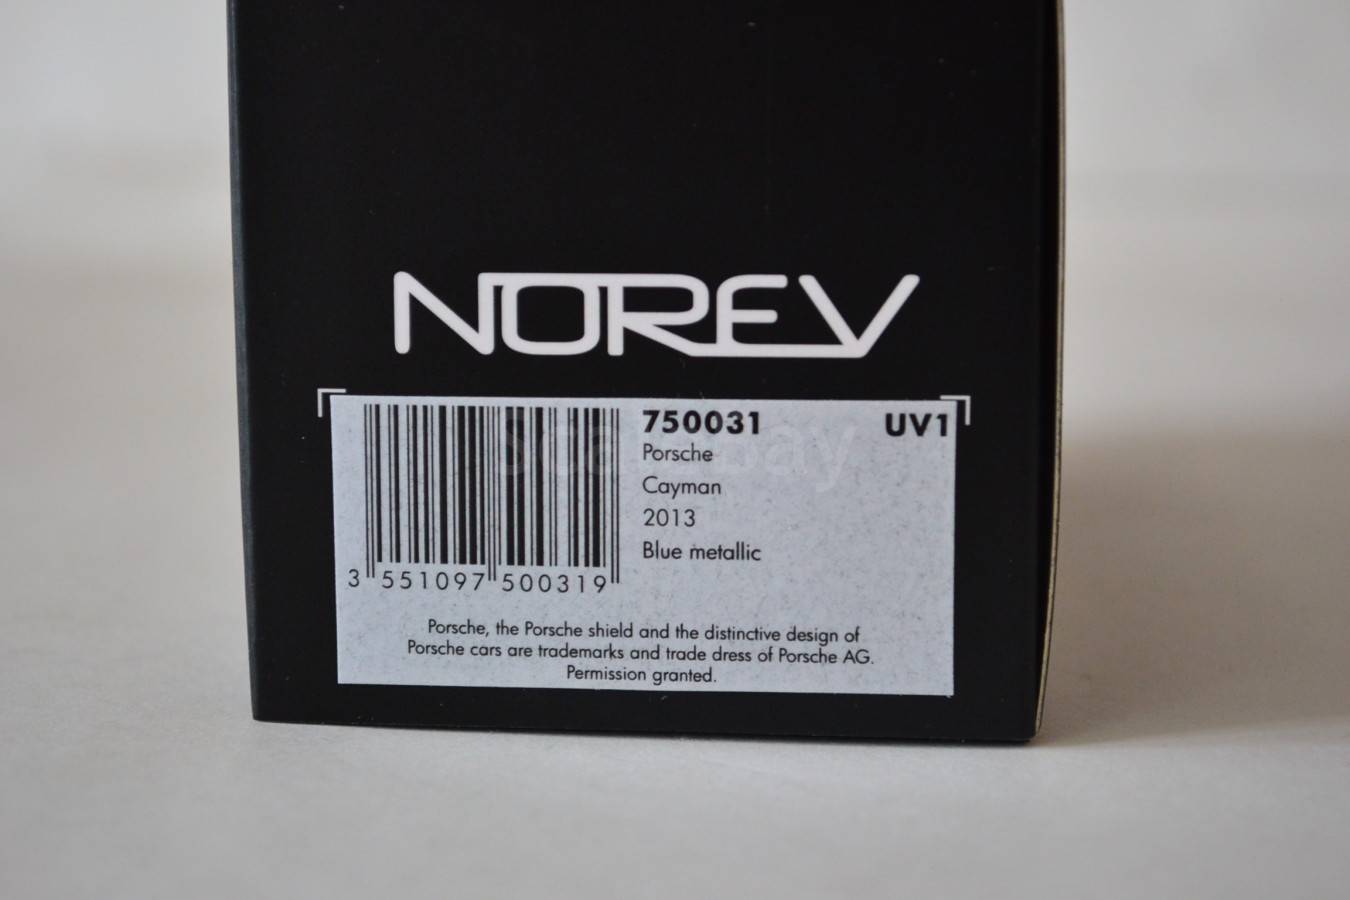 NOREV
750031 UV1
Porsche
Cayman
2013
Blue metallic
3 551097 500319
Porsche, the Porsche shield and the distinctive design of
Porsche cars are trademarks and trade dress of Porsche AG.
Permission granted.